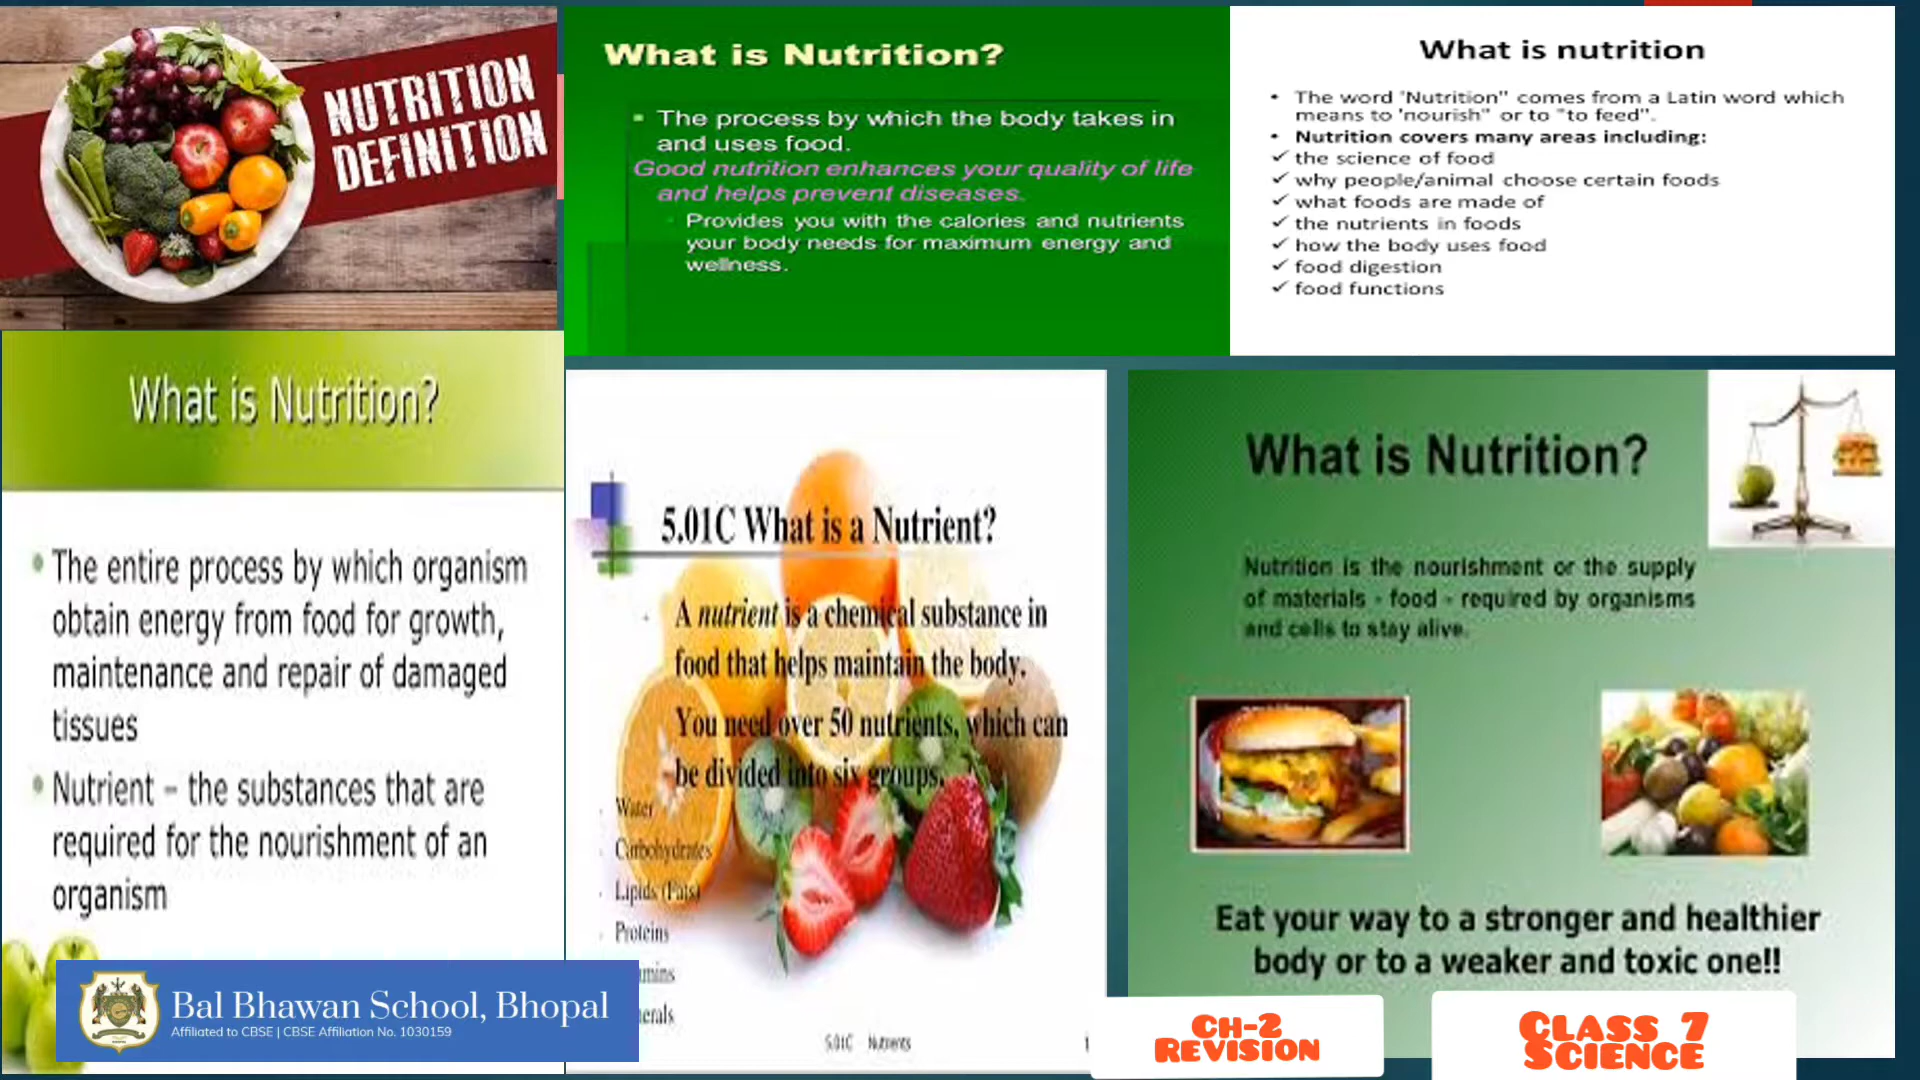 NUTRITION
DEFINITION
What is Nutrition?
The process by which the body takes in
and uses food.
Good nutrition enhances your quality of life
and helps prevent diseases.
Provides you with the calories and nutrients
your body needs for maximum energy and
wellness.
What is nutrition
• The word 'Nutrition" comes from a Latin word which
means to 'nourish" or to "to feed".
• Nutrition covers many areas including:
✓ the science of food
✓ why people/animal choose certain foods
✓ what foods are made of
✓ the nutrients in foods
✓ how the body uses food
✓ food digestion
✓ food functions
What is Nutrition?
• The entire process by which organism
obtain energy from food for growth,
maintenance and repair of damaged
tissues
• Nutrient – the substances that are
required for the nourishment of an
organism
5.01C What is a Nutrient?
A nutrient is a chemical substance in
food that helps maintain the body.
You need over 50 nutrients, which can
be divided into six groups.
Water
Carbohydrates
Lipids (Fats)
Proteins
mins
erals
5.01C Nutrients
1
What is Nutrition?
Nutrition is the nourishment or the supply
of materials - food - required by organisms
and cells to stay alive.
Eat your way to a stronger and healthier
body or to a weaker and toxic one!!
Bal Bhawan School, Bhopal
Affiliated to CBSE | CBSE Affiliation No. 1030159
CH-2
REVISION
CLASS 7
SCIENCE